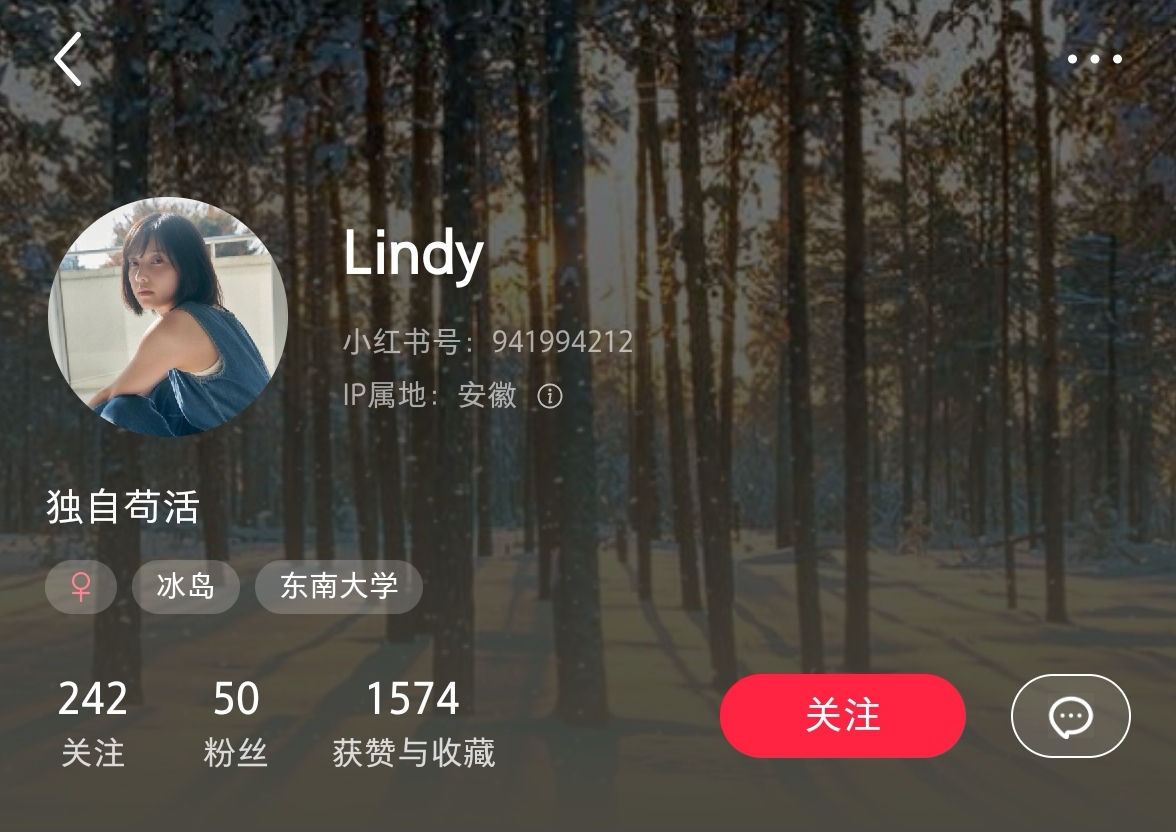 Lindy
小红书号：941994212
IP属地：安徽
独自苟活
冰岛 东南大学
242 50 1574
关注 粉丝 获赞与收藏
关注